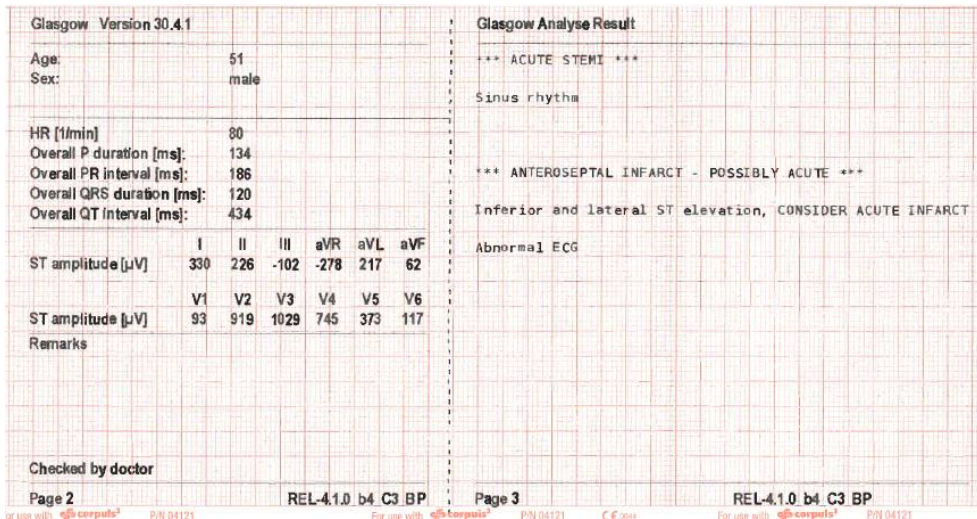 Glasgow Version 30.4.1
Age: 51
Sex: male
HR [1/min] 80
Overall P duration [ms]: 134
Overall PR interval [ms]: 186
Overall QRS duration [ms]: 120
Overall QT Interval [ms]: 434
I II III aVR aVL aVF
ST amplitude [µV] 330 226 -102 -278 217 62
V1 V2 V3 V4 V5 V6
ST amplitude [µV] 93 919 1029 745 373 117
Remarks
Checked by doctor
Page 2 REL-4.1.0 b4 C3 BP
Glasgow Analyse Result
*** ACUTE STEMI ***
Sinus rhythm
*** ANTEROSEPTAL INFARCT - POSSIBLY ACUTE ***
Inferior and lateral ST elevation, CONSIDER ACUTE INFARCT
Abnormal ECG
Page 3 REL-4.1.0 b4 C3 BP
or use with corpuls³ P/N 04121 For use with corpuls³ P/N 04121 CE For use with corpuls³ P/N 04121